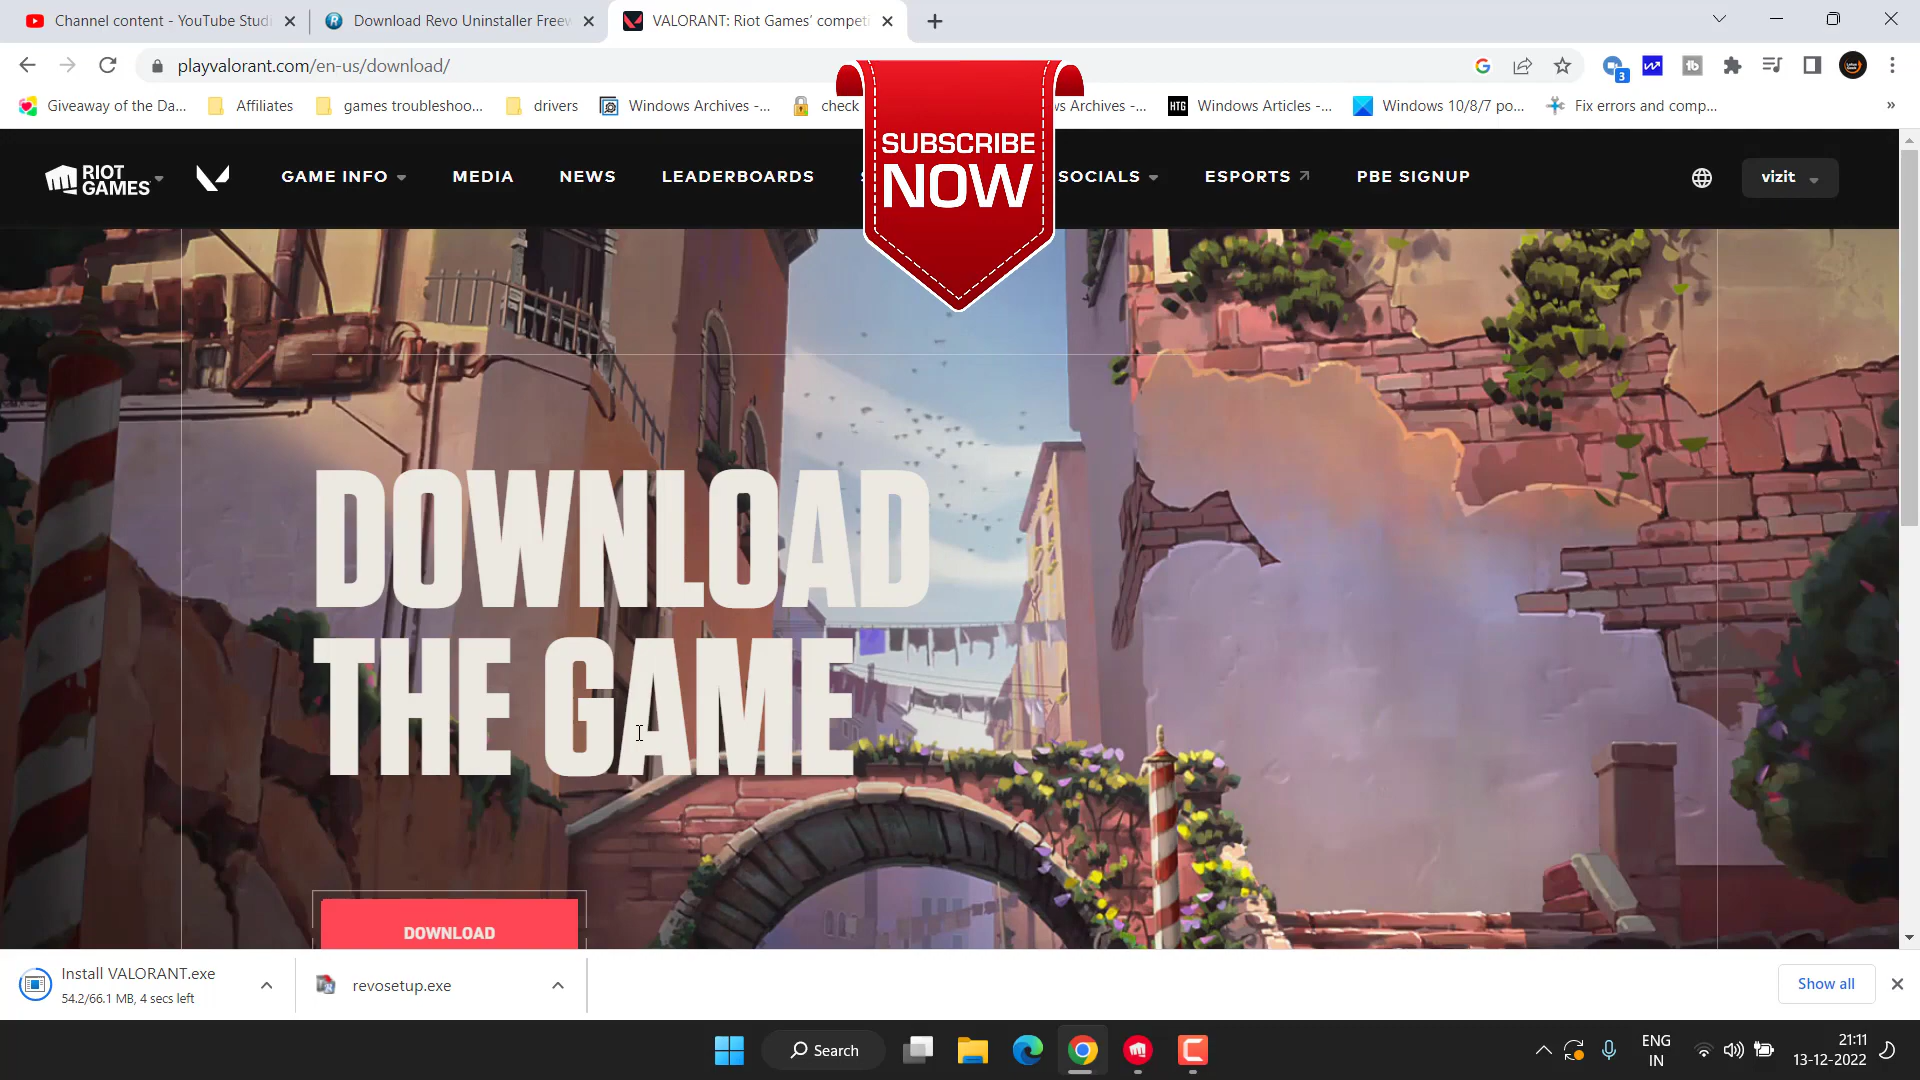 Channel content - YouTube Studi
Download Revo Uninstaller Freew
VALORANT: Riot Games' competi
playvalorant.com/en-us/download/
3
Giveaway of the Da...
Affiliates
games troubleshoo...
drivers
Windows Archives -...
check
ws Archives -...
HTG
Windows Articles -...
Windows 10/8/7 po...
Fix errors and comp...
»
SUBSCRIBE
NOW
RIOT
GAMES
GAME INFO
MEDIA
NEWS
LEADERBOARDS
SOCIALS
ESPORTS
PBE SIGNUP
vizit
DOWNLOAD
THE GAME
DOWNLOAD
Install VALORANT.exe
54.2/66.1 MB, 4 secs left
revosetup.exe
Show all
Search
ENG
IN
21:11
13-12-2022